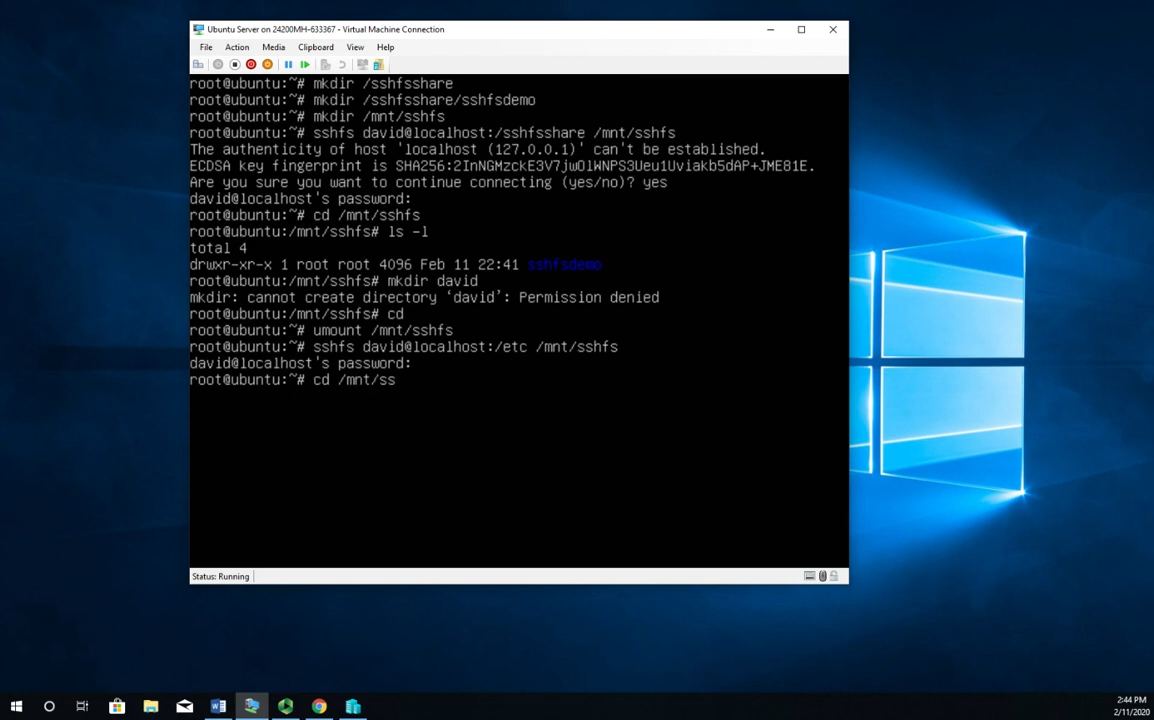 Ubuntu Server on 24200MH-633367 - Virtual Machine Connection
File Action Media Clipboard View Help
root@ubuntu:~# mkdir /sshfsshare
root@ubuntu:~# mkdir /sshfsshare/sshfsdemo
root@ubuntu:~# mkdir /mnt/sshfs
root@ubuntu:~# sshfs david@localhost:/sshfsshare /mnt/sshfs
The authenticity of host 'localhost (127.0.0.1)' can't be established.
ECDSA key fingerprint is SHA256:2InNGMzckE3V7jwOlWNPS3Ueu1Uviakb5dAP+JME81E.
Are you sure you want to continue connecting (yes/no)? yes
david@localhost's password:
root@ubuntu:~# cd /mnt/sshfs
root@ubuntu:/mnt/sshfs# ls -l
total 4
drwxr-xr-x 1 root root 4096 Feb 11 22:41 sshfsdemo
root@ubuntu:/mnt/sshfs# mkdir david
mkdir: cannot create directory ‘david’: Permission denied
root@ubuntu:/mnt/sshfs# cd
root@ubuntu:~# umount /mnt/sshfs
root@ubuntu:~# sshfs david@localhost:/etc /mnt/sshfs
david@localhost's password:
root@ubuntu:~# cd /mnt/ss
Status: Running
2:44 PM
2/11/2020